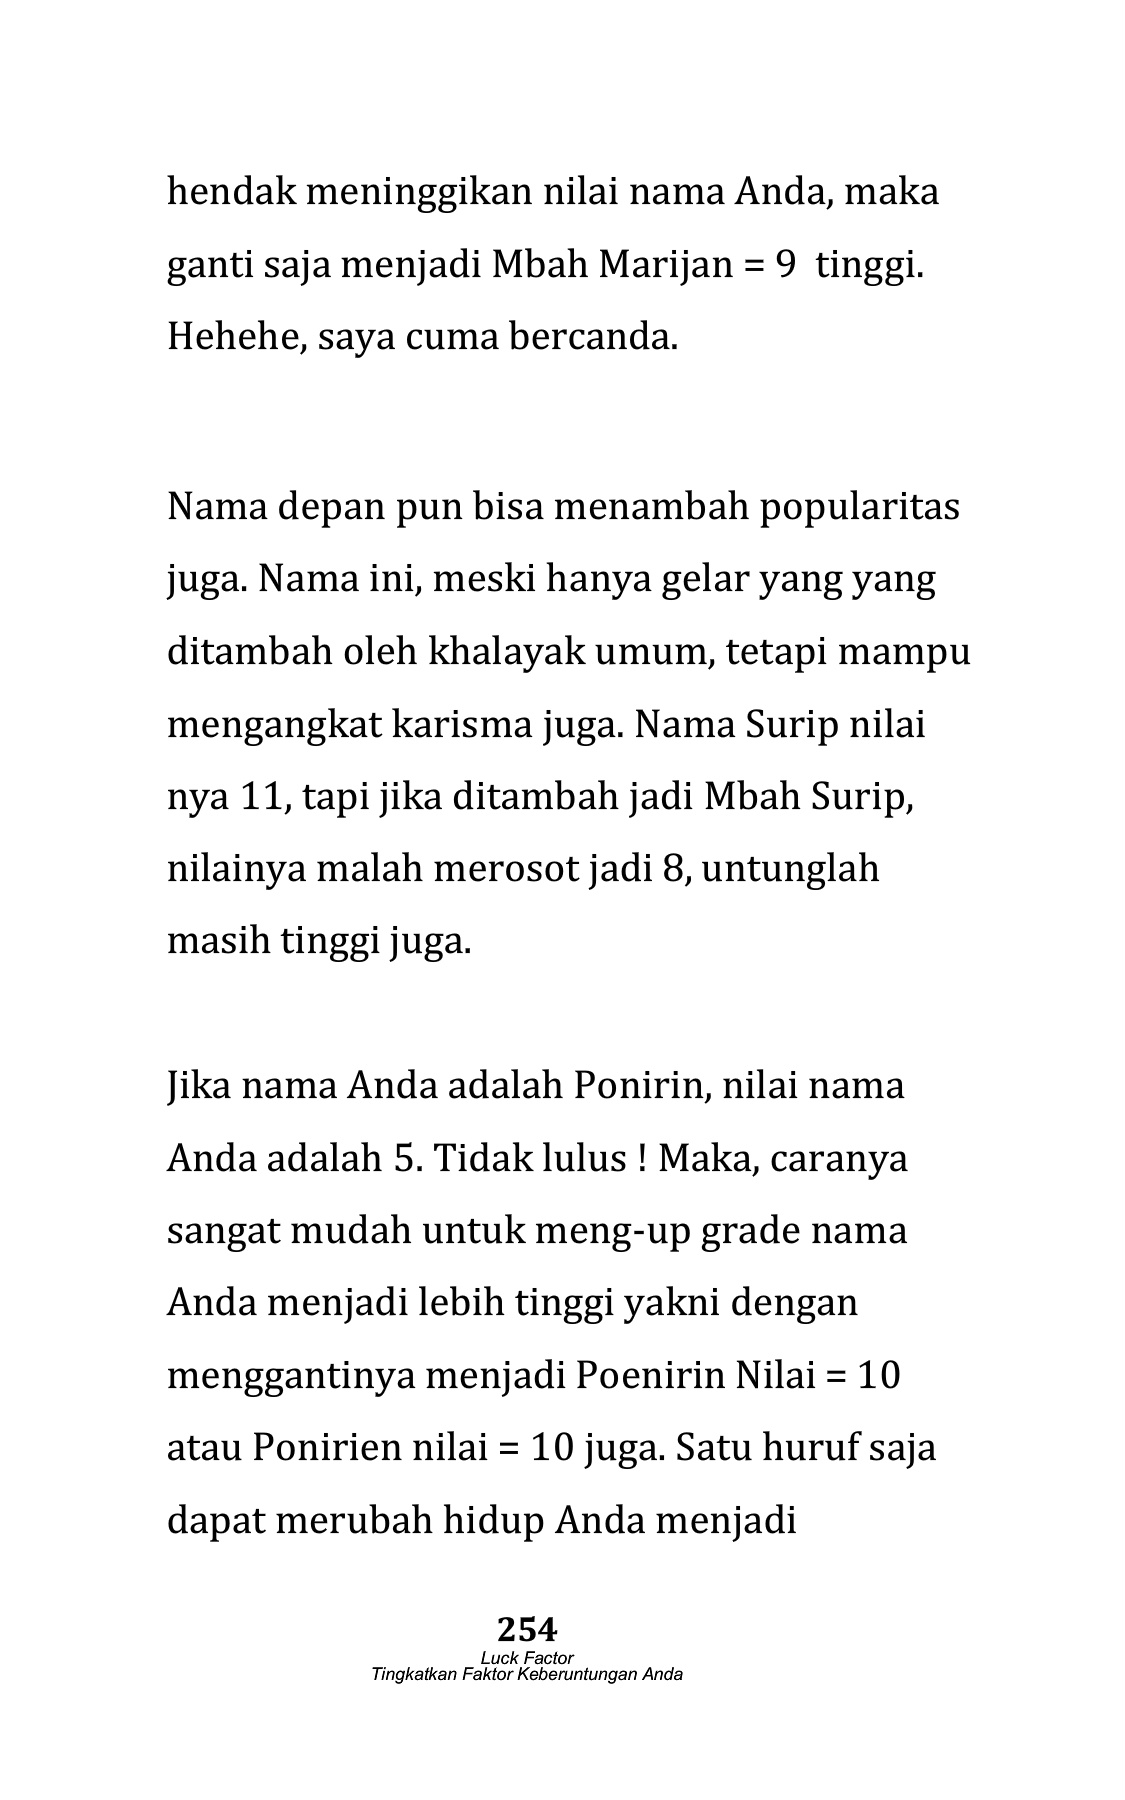 hendak meninggikan nilai nama Anda, maka
ganti saja menjadi Mbah Marijan = 9  tinggi.
Hehehe, saya cuma bercanda.
Nama depan pun bisa menambah popularitas
juga. Nama ini, meski hanya gelar yang yang
ditambah oleh khalayak umum, tetapi mampu
mengangkat karisma juga. Nama Surip nilai
nya 11, tapi jika ditambah jadi Mbah Surip,
nilainya malah merosot jadi 8, untunglah
masih tinggi juga.
Jika nama Anda adalah Ponirin, nilai nama
Anda adalah 5. Tidak lulus ! Maka, caranya
sangat mudah untuk meng-up grade nama
Anda menjadi lebih tinggi yakni dengan
menggantinya menjadi Poenirin Nilai = 10
atau Ponirien nilai = 10 juga. Satu huruf saja
dapat merubah hidup Anda menjadi
254
Luck Factor
Tingkatkan Faktor Keberuntungan Anda